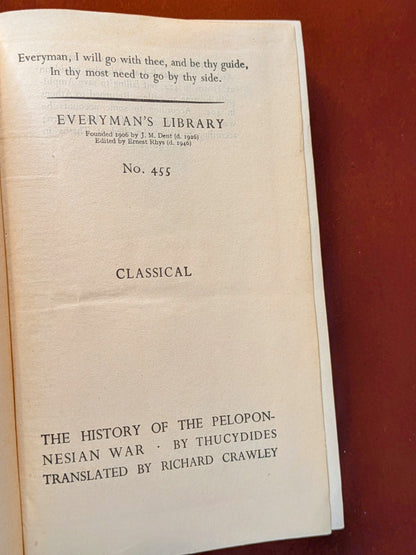 Everyman, I will go with thee, and be thy guide,
In thy most need to go by thy side.
EVERYMAN'S LIBRARY
Founded 1906 by J. M. Dent (d. 1926)
Edited by Ernest Rhys (d. 1946)
No. 455
CLASSICAL
THE HISTORY OF THE PELOPON-
NESIAN WAR · BY THUCYDIDES
TRANSLATED BY RICHARD CRAWLEY